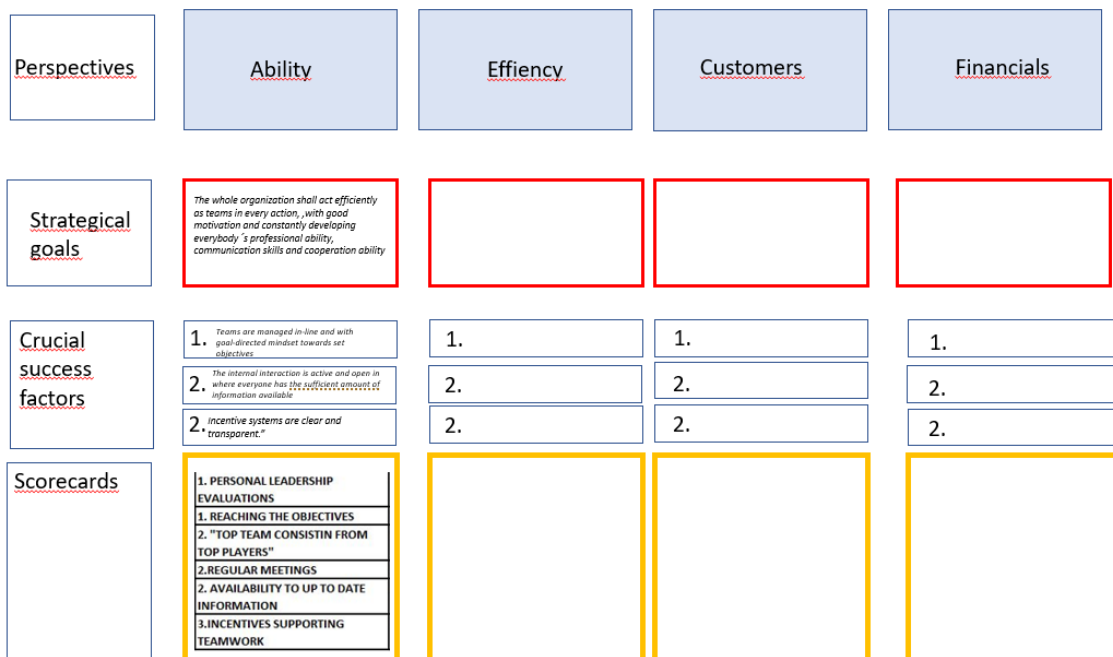 Perspectives
Ability
Effiency
Customers
Financials
Strategical
goals
The whole organization shall act efficiently
as teams in every action, ,with good
motivation and constantly developing
everybody ´s professional ability,
communication skills and cooperation ability
Crucial
success
factors
1. Teams are managed in-line and with
goal-directed mindset towards set
objectives
2. The internal interaction is active and open in
where everyone has the sufficient amount of
information available
2. incentive systems are clear and
transparent."
1.
2.
2.
1.
2.
2.
1.
2.
2.
Scorecards
1. PERSONAL LEADERSHIP
EVALUATIONS
1. REACHING THE OBJECTIVES
2. "TOP TEAM CONSISTIN FROM
TOP PLAYERS"
2.REGULAR MEETINGS
2. AVAILABILITY TO UP TO DATE
INFORMATION
3.INCENTIVES SUPPORTING
TEAMWORK